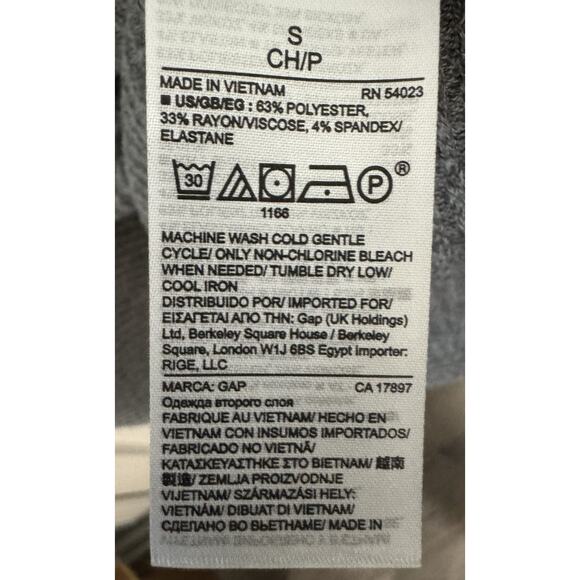 S
CH/P
MADE IN VIETNAM RN 54023
■ US/GB/EG : 63% POLYESTER,
33% RAYON/VISCOSE, 4% SPANDEX/
ELASTANE
30 P ®
1166
MACHINE WASH COLD GENTLE
CYCLE/ ONLY NON-CHLORINE BLEACH
WHEN NEEDED/ TUMBLE DRY LOW/
COOL IRON
DISTRIBUIDO POR/ IMPORTED FOR/
ΕΙΣΑΓΕΤΑΙ ΑΠΟ ΤΗΝ: Gap (UK Holdings)
Ltd, Berkeley Square House / Berkeley
Square, London W1J 6BS Egypt Importer:
RIGE, LLC
MARCA: GAP CA 17897
Одежда второго слоя
FABRIQUE AU VIETNAM/ HECHO EN
VIETNAM CON INSUMOS IMPORTADOS/
FABRICADO NO VIETNÃ/
ΚΑΤΑΣΚΕΥΑΣΤΗΚΕ ΣΤΟ ΒΙΕΤΝΑΜ/ 越南
製造/ ZEMLJA PROIZVODNJE
VIJETNAM/ SZÁRMAZÁSI HELY:
VIETNÁM/ DIBUAT DI VIETNAM/
СДЕЛАНО ВО ВЬЕТНАМЕ/ MADE IN